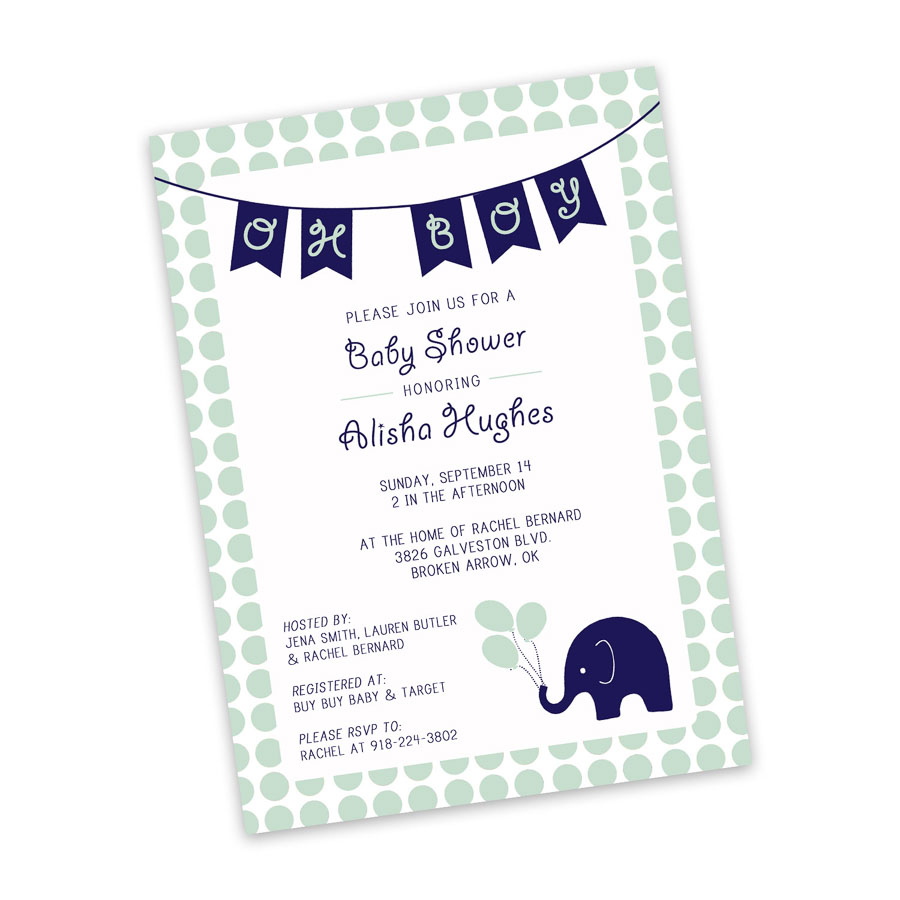 OH BOY
PLEASE JOIN US FOR A
Baby Shower
HONORING
Alisha Hughes
SUNDAY, SEPTEMBER 14
2 IN THE AFTERNOON
AT THE HOME OF RACHEL BERNARD
3826 GALVESTON BLVD.
BROKEN ARROW, OK
HOSTED BY:
JENA SMITH, LAUREN BUTLER
& RACHEL BERNARD
REGISTERED AT:
BUY BUY BABY & TARGET
PLEASE RSVP TO:
RACHEL AT 918-224-3802